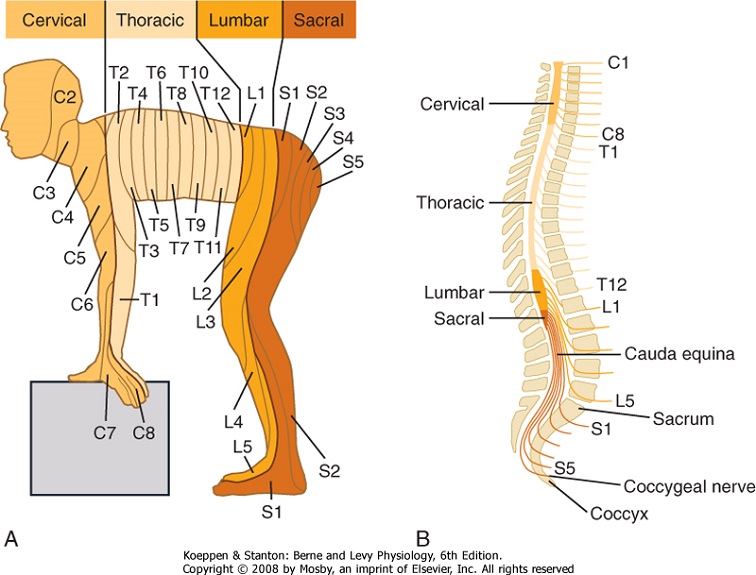 Cervical Thoracic Lumbar Sacral
T2 T6 T10
T4 T8 T12 L1 S1 S2
S3
S4
S5
C2
C3
C4
C5
C6
T3 T5 T7 T9 T11
T1
L2
L3
L4
L5
C7 C8
S2
S1
A
C1
Cervical
C8
T1
Thoracic
T12
Lumbar
L1
Sacral
Cauda equina
L5
Sacrum
S1
S5
Coccygeal nerve
Coccyx
B
Koeppen & Stanton: Berne and Levy Physiology, 6th Edition.
Copyright © 2008 by Mosby, an imprint of Elsevier, Inc. All rights reserved